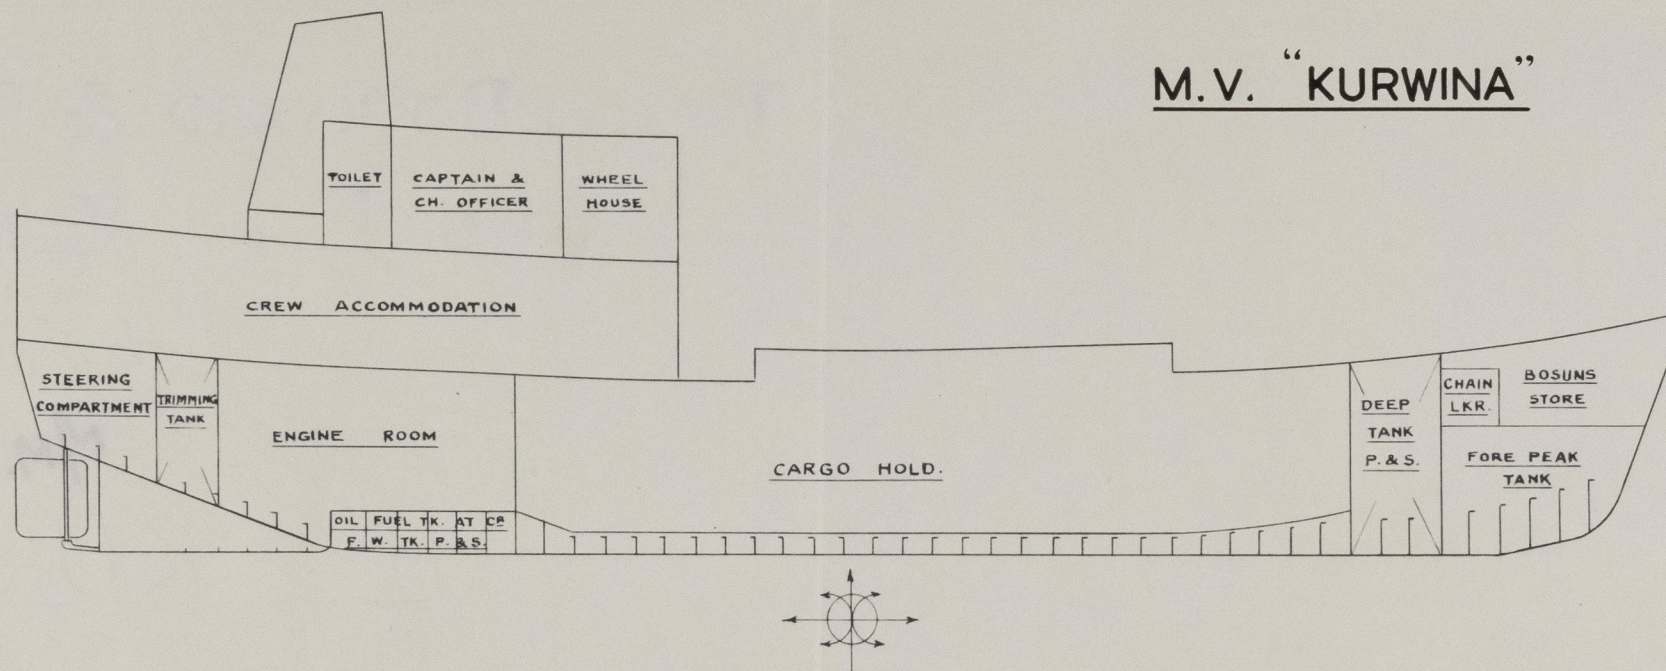 M.V. “KURWINA”
TOILET
CAPTAIN &
CH. OFFICER
WHEEL
HOUSE
CREW ACCOMMODATION
STEERING
COMPARTMENT
TRIMMING
TANK
ENGINE ROOM
OIL FUEL TK. AT CR
F. W. TK. P. & S.
CARGO HOLD.
DEEP
TANK
P. & S.
CHAIN
LKR.
BOSUNS
STORE
FORE PEAK
TANK